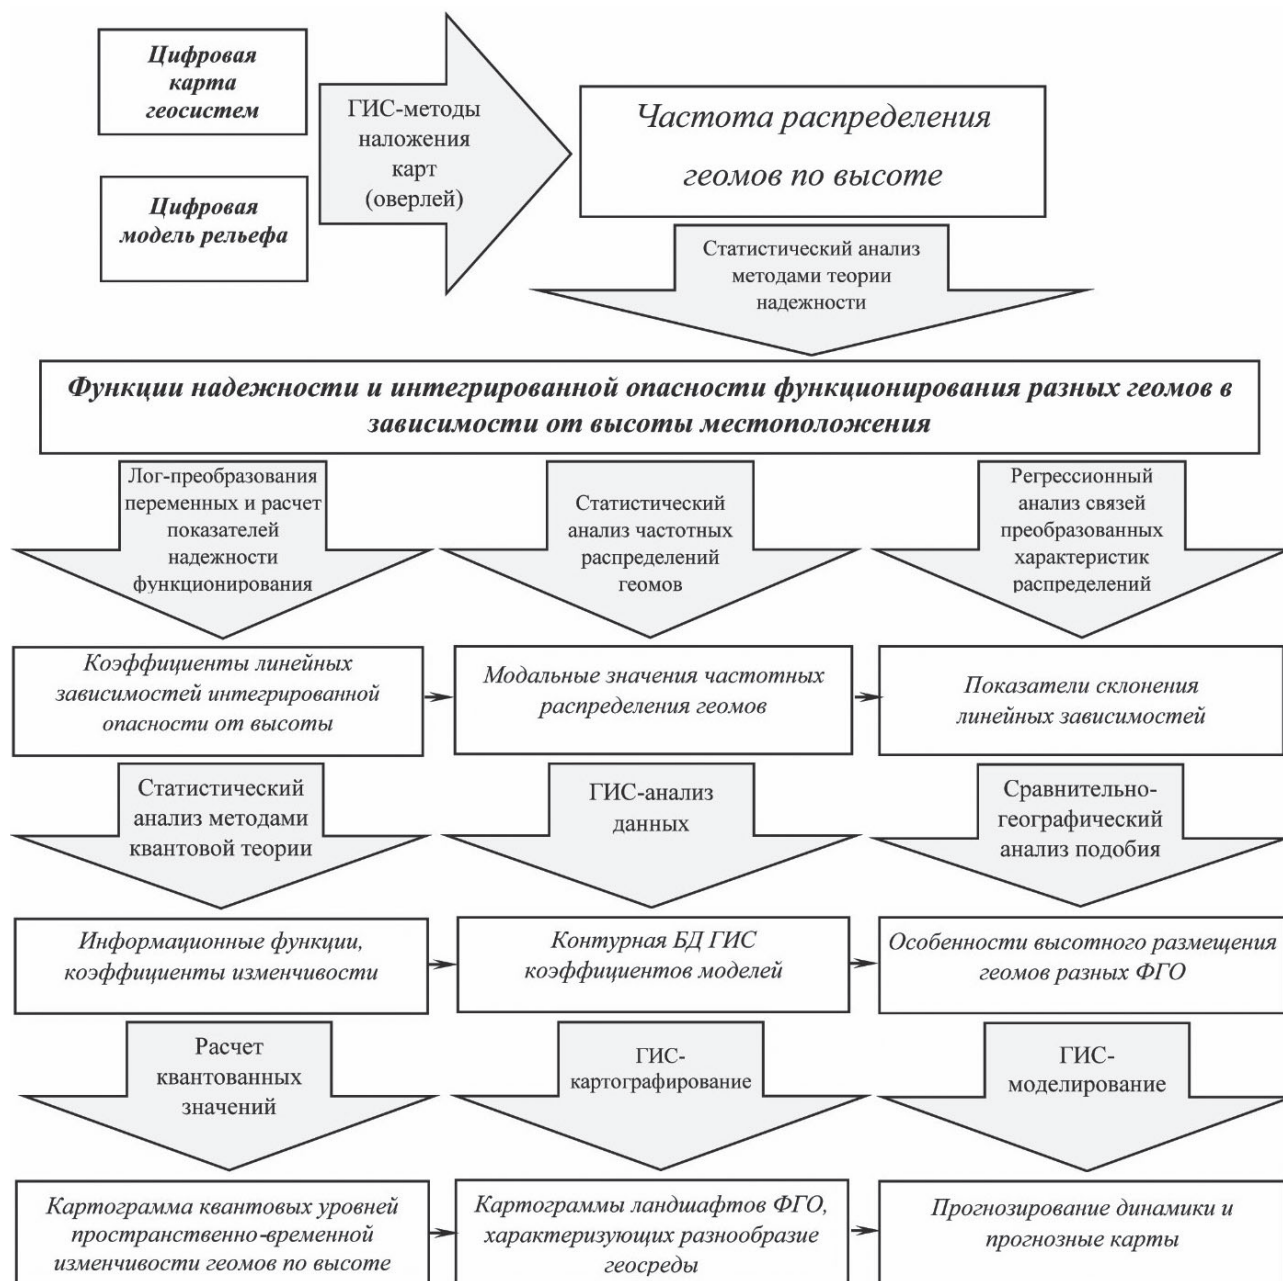 Цифровая
карта
геосистем
Цифровая
модель рельефа
ГИС-методы
наложения
карт
(оверлей)
Частота распределения
геомов по высоте
Статистический анализ
методами теории
надежности
Функции надежности и интегрированной опасности функционирования разных геомов в
зависимости от высоты местоположения
Лог-преобразования
переменных и расчет
показателей
надежности
функционирования
Статистический
анализ частотных
распределений
геомов
Регрессионный
анализ связей
преобразованных
характеристик
распределений
Коэффициенты линейных
зависимостей интегрированной
опасности от высоты
Модальные значения частотных
распределения геомов
Показатели склонения
линейных зависимостей
Статистический
анализ методами
квантовой теории
ГИС-анализ
данных
Сравнительно-
географический
анализ подобия
Информационные функции,
коэффициенты изменчивости
Контурная БД ГИС
коэффициентов моделей
Особенности высотного размещения
геомов разных ФГО
Расчет
квантованных
значений
ГИС-
картографирование
ГИС-
моделирование
Картограмма квантовых уровней
пространственно-временной
изменчивости геомов по высоте
Картограммы ландшафтов ФГО,
характеризующих разнообразие
геосреды
Прогнозирование динамики и
прогнозные карты